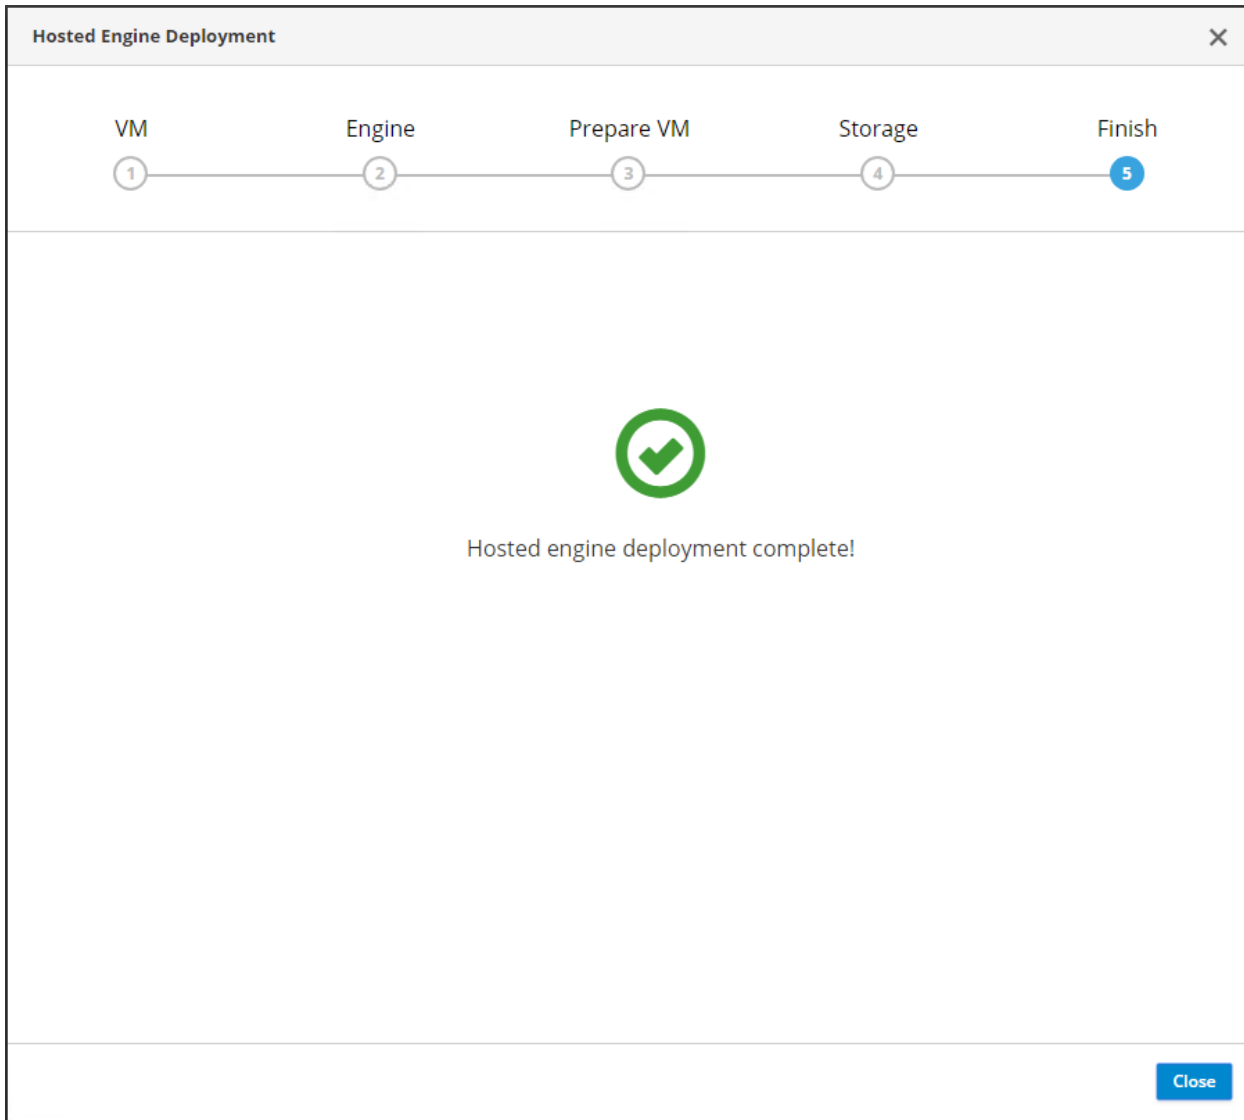 Hosted Engine Deployment
VM Engine Prepare VM Storage Finish
1 2 3 4 5
Hosted engine deployment complete!
Close